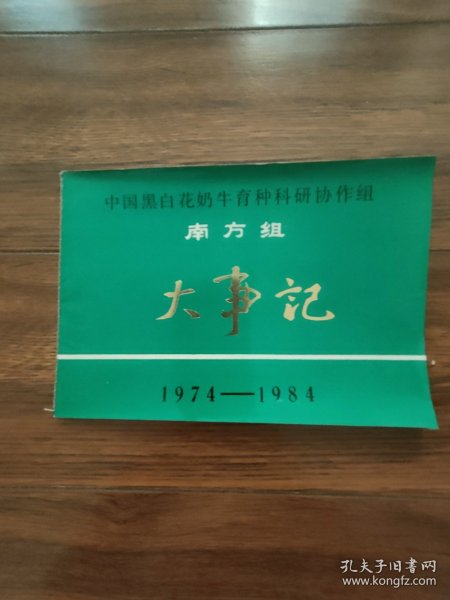 中国黑白花奶牛育种科研协作组
南方组
大事记
1974—1984
孔夫子旧书网
www.kongfz.com